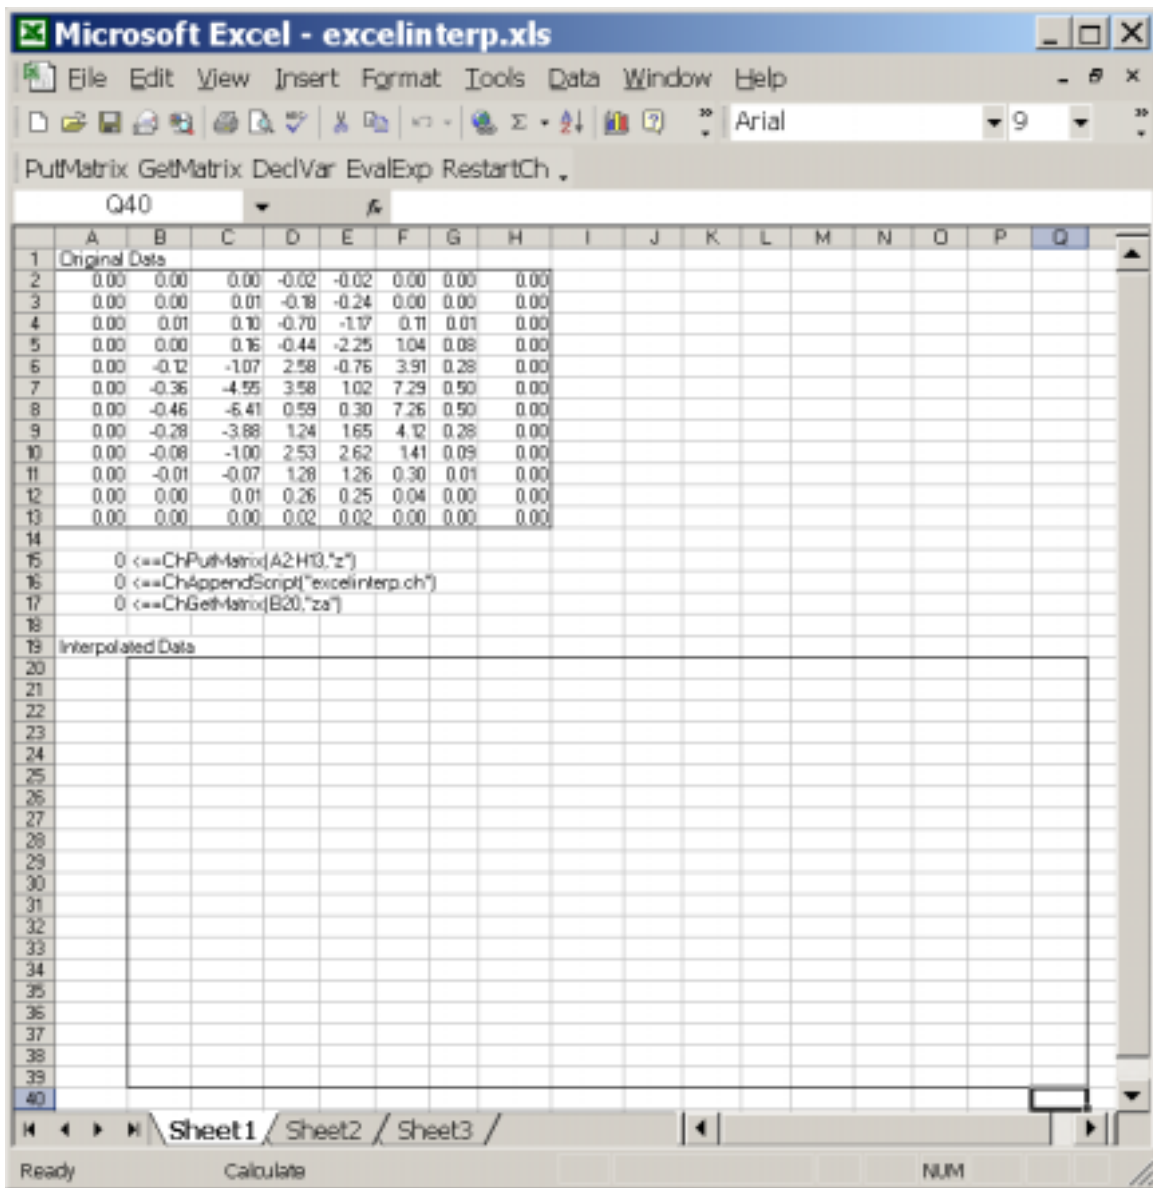 Microsoft Excel - excelinterp.xls
File Edit View Insert Format Tools Data Window Help
Arial 9
PutMatrix GetMatrix DeclVar EvalExp RestartCh
Q40 fx
A B C D E F G H I J K L M N O P Q
1 Original Data
2 0.00 0.00 0.00 -0.02 -0.02 0.00 0.00 0.00
3 0.00 0.00 0.01 -0.18 -0.24 0.00 0.00 0.00
4 0.00 0.01 0.10 -0.70 -1.17 0.11 0.01 0.00
5 0.00 0.00 0.16 -0.44 -2.25 1.04 0.08 0.00
6 0.00 -0.12 -1.07 2.58 -0.76 3.91 0.28 0.00
7 0.00 -0.36 -4.55 3.58 1.02 7.29 0.50 0.00
8 0.00 -0.46 -6.41 0.59 0.30 7.26 0.50 0.00
9 0.00 -0.28 -3.88 1.24 1.65 4.12 0.28 0.00
10 0.00 -0.08 -1.00 2.53 2.62 1.41 0.09 0.00
11 0.00 -0.01 -0.07 1.28 1.26 0.30 0.01 0.00
12 0.00 0.00 0.01 0.26 0.25 0.04 0.00 0.00
13 0.00 0.00 0.00 0.02 0.02 0.00 0.00 0.00
14
15 0 <==ChPutMatrix(A2:H13,"z")
16 0 <==ChAppendScript("excelinterp.ch")
17 0 <==ChGetMatrix(B20,"za")
18
19 Interpolated Data
20
21
22
23
24
25
26
27
28
29
30
31
32
33
34
35
36
37
38
39
40
Sheet1 Sheet2 Sheet3
Ready Calculate NUM